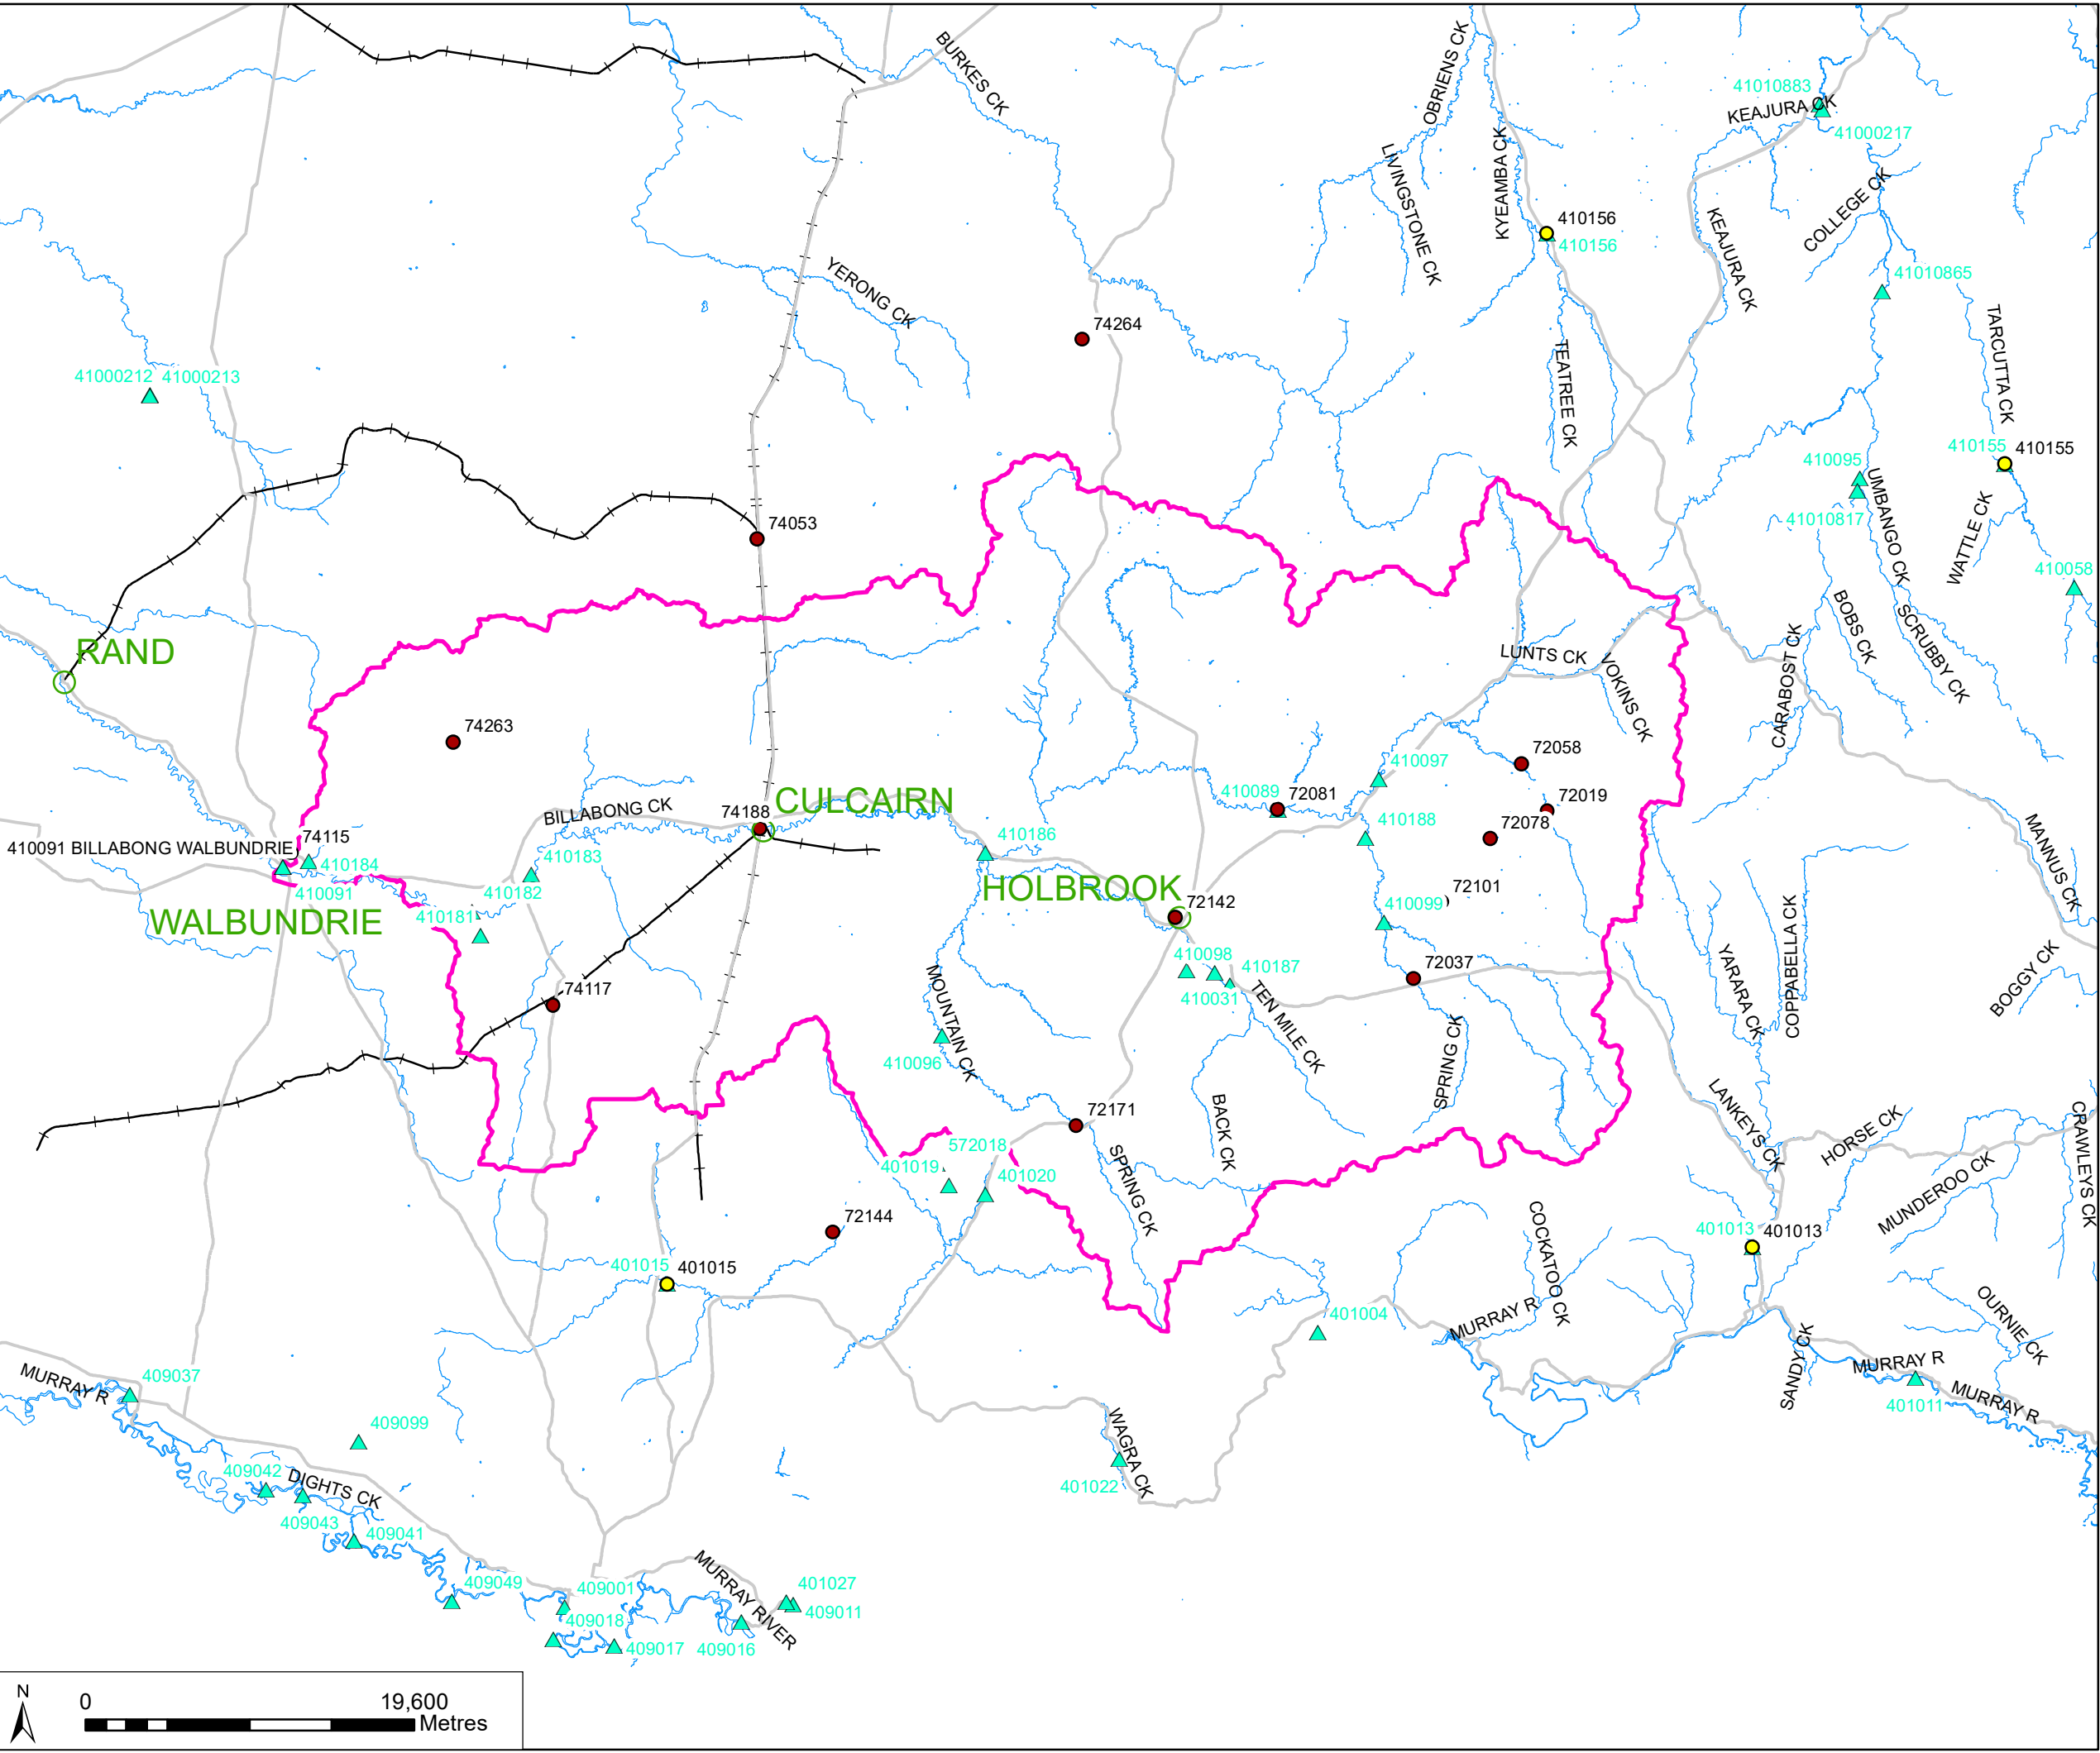 BURKES CK
OBRIENS CK
41010883
KEAJURA CK
41000217
LIVINGSTONE CK
KYEAMBA CK
COLLEGE CK
410156
410156
KEAJURA CK
YERONG CK
41010865
74264
TARCUTTA CK
TEATREE CK
41000212 41000213
410155 410155
410095
UMBANGO CK
41010817
WATTLE CK
74053
410058
BOBS CK
SCRUBBY CK
RAND
LUNTS CK
VOKINS CK
CARABOST CK
74263
72058
410097
410089 72081
72019
CULCAIRN
BILLABONG CK
74188
72078
410188
MANNUS CK
74115
410091 BILLABONG WALBUNDRIE
410184
410183
410186
HOLBROOK
410091
410182
72101
410099
72142
410181
WALBUNDRIE
COPPABELLA CK
YARARA CK
BOGGY CK
410098
410187
72037
410031
74117
MOUNTAIN CK
TEN MILE CK
SPRING CK
410096
LANKEYS CK
72171
BACK CK
HORSE CK
CRAWLEYS CK
572018
SPRING CK
401019
401020
MUNDEROO CK
72144
COCKATOO CK
401013 401013
401015 401015
OURNIE CK
401004
MURRAY R
SANDY CK
MURRAY R
MURRAY R
MURRAY R
409037
401011
409099
WAGRA CK
409042
DIGHTS CK
401022
409043
409041
MURRAY RIVER
409049
409001
401027
409011
409018
409017 409016
N
0 19,600
Metres